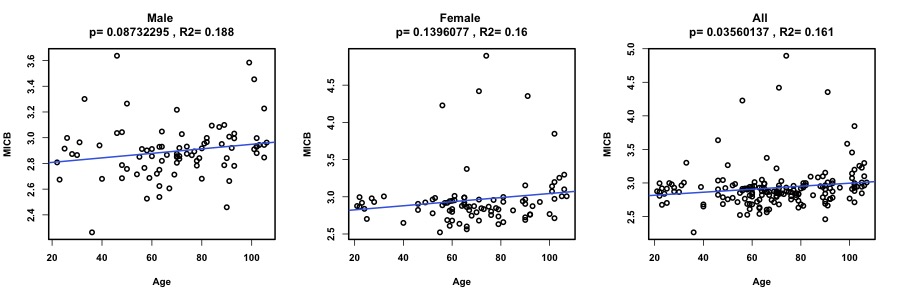 Male
p= 0.08732295 , R2= 0.188
MICB
3.6
3.4
3.2
3.0
2.8
2.6
2.4
20 40 60 80 100
Age
Female
p= 0.1396077 , R2= 0.16
MICB
4.5
4.0
3.5
3.0
2.5
20 40 60 80 100
Age
All
p= 0.03560137 , R2= 0.161
MICB
5.0
4.5
4.0
3.5
3.0
2.5
20 40 60 80 100
Age